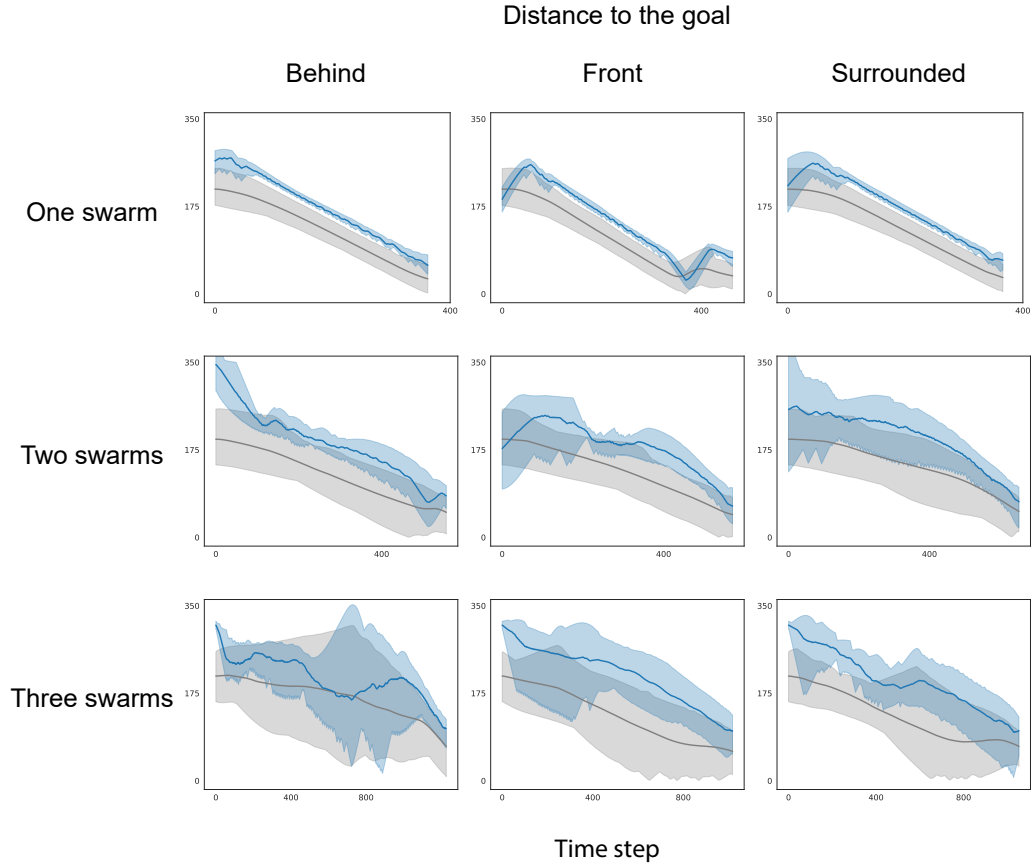 Distance to the goal
Behind Front Surrounded
One swarm
350 350 350
175 175 175
0 0 0
0 400 0 400 0 400
Two swarms
350 350 350
175 175 175
0 0 0
0 400 0 400 0 400
Three swarms
350 350 350
175 175 175
0 0 0
0 400 800 0 400 800 0 400 800
Time step